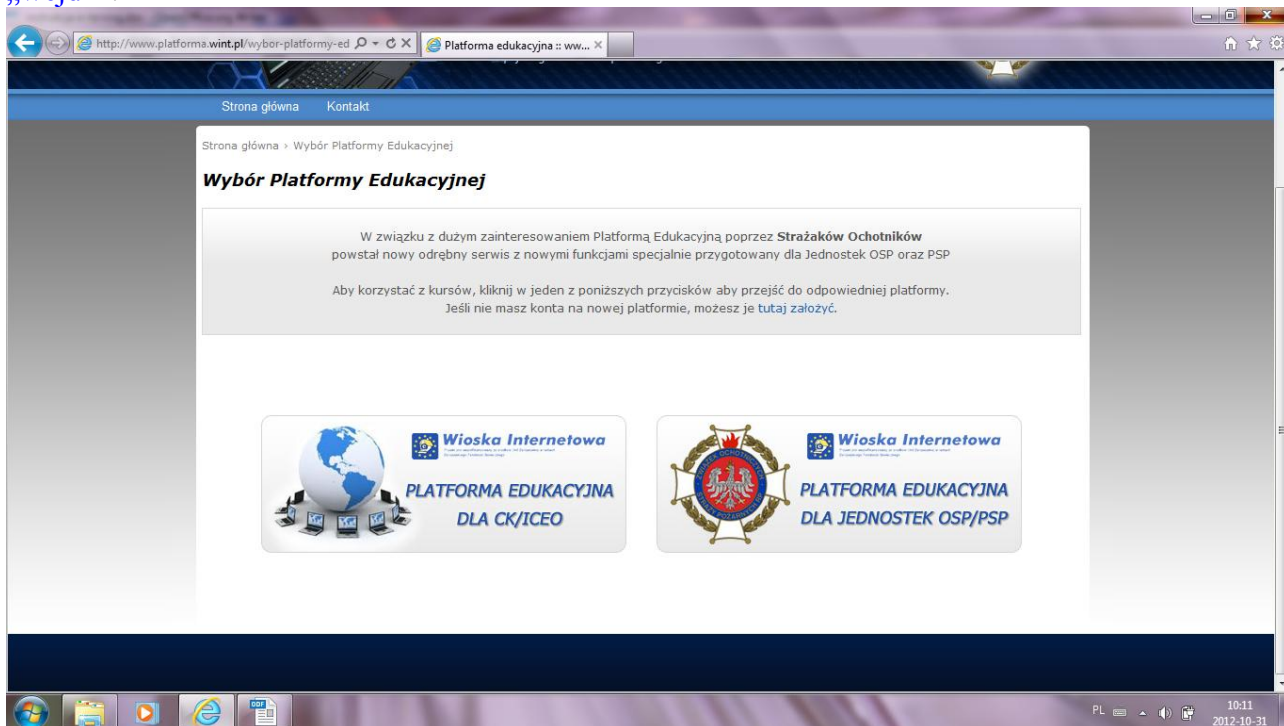 http://www.platforma.wint.pl/wybor-platformy-ed
Platforma edukacyjna :: ww...
Strona główna Kontakt
Strona główna › Wybór Platformy Edukacyjnej
Wybór Platformy Edukacyjnej
W związku z dużym zainteresowaniem Platformą Edukacyjną poprzez Strażaków Ochotników
powstał nowy odrębny serwis z nowymi funkcjami specjalnie przygotowany dla Jednostek OSP oraz PSP
Aby korzystać z kursów, kliknij w jeden z poniższych przycisków aby przejść do odpowiedniej platformy.
Jeśli nie masz konta na nowej platformie, możesz je tutaj założyć.
Wioska Internetowa
PLATFORMA EDUKACYJNA
DLA CK/ICEO
Wioska Internetowa
PLATFORMA EDUKACYJNA
DLA JEDNOSTEK OSP/PSP
PL
10:11
2012-10-31